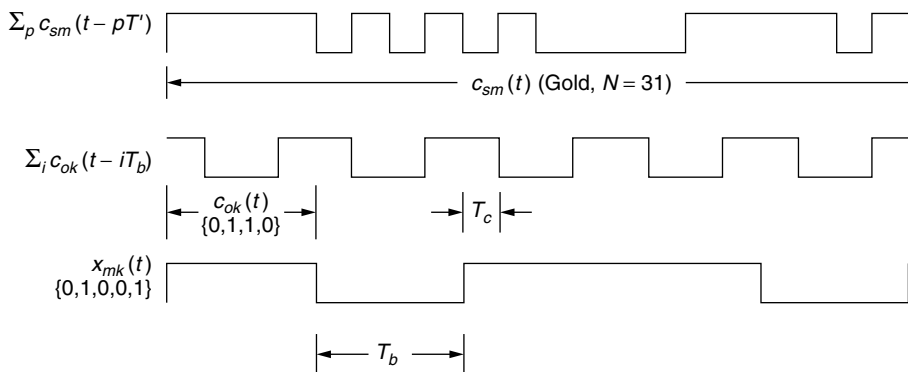 Σ_p c_sm(t – pT')
c_sm(t) (Gold, N = 31)
Σ_i c_ok(t – iT_b)
c_ok(t)
{0,1,1,0}
T_c
x_mk(t)
{0,1,0,0,1}
T_b